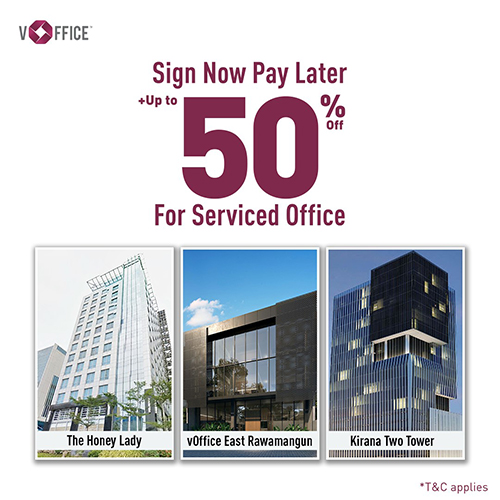 VOFFICE
Sign Now Pay Later
+Up to 50% Off
For Serviced Office
The Honey Lady
vOffice East Rawamangun
Kirana Two Tower
*T&C applies